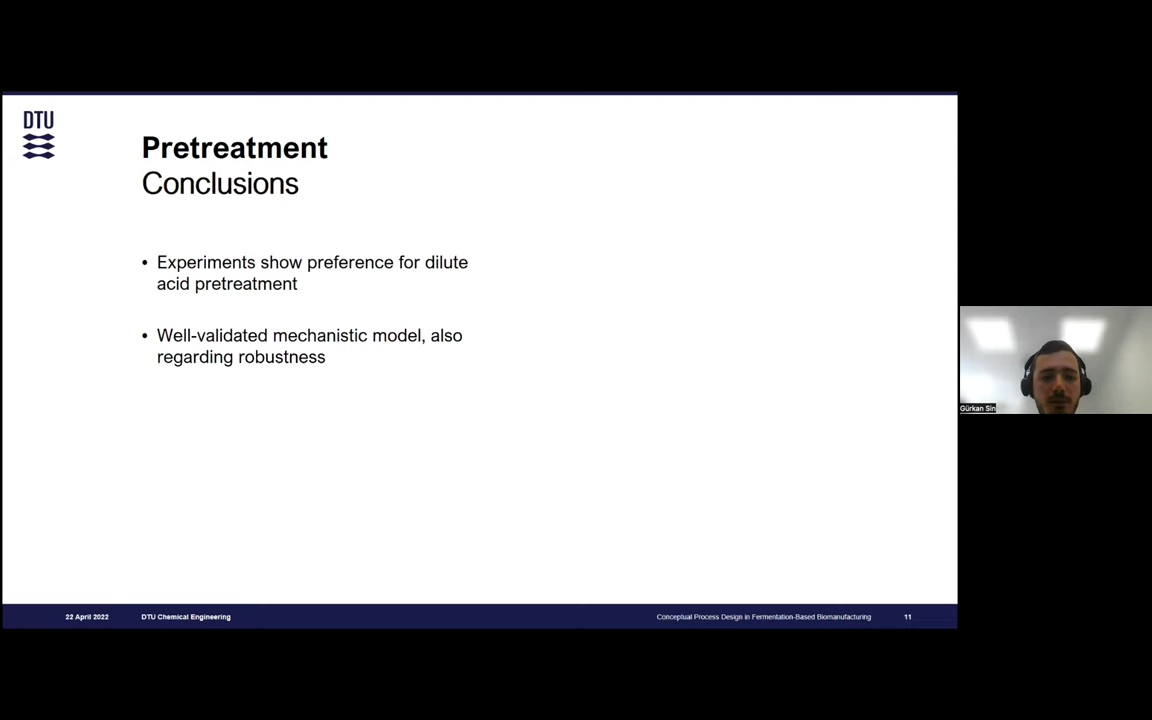 DTU
Pretreatment
Conclusions
• Experiments show preference for dilute
acid pretreatment
• Well-validated mechanistic model, also
regarding robustness
Gürkan Sin
22 April 2022 DTU Chemical Engineering Conceptual Process Design in Fermentation-Based Biomanufacturing 11